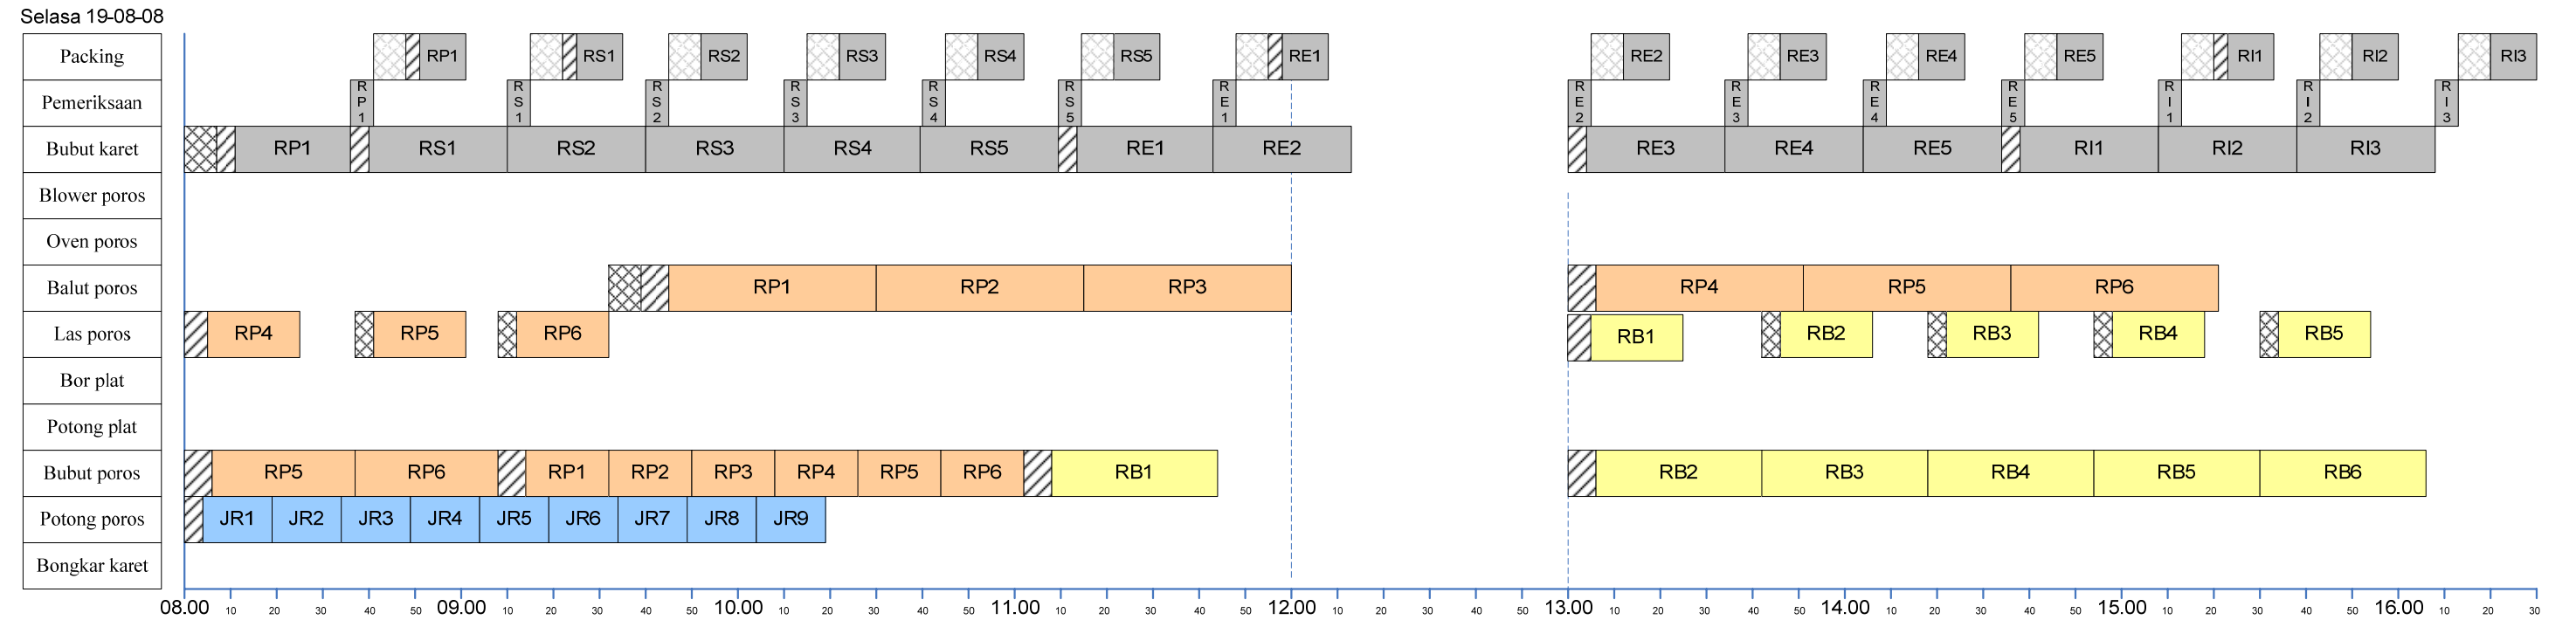 Selasa 19-08-08
Packing RP1 RS1 RS2 RS3 RS4 RS5 RE1 RE2 RE3 RE4 RE5 RI1 RI2 RI3
Pemeriksaan RP1 RS1 RS2 RS3 RS4 RS5 RE1 RE2 RE3 RE4 RE5 RI1 RI2 RI3
Bubut karet RP1 RS1 RS2 RS3 RS4 RS5 RE1 RE2 RE3 RE4 RE5 RI1 RI2 RI3
Blower poros
Oven poros
Balut poros RP1 RP2 RP3 RP4 RP5 RP6
Las poros RP4 RP5 RP6 RB1 RB2 RB3 RB4 RB5
Bor plat
Potong plat
Bubut poros RP5 RP6 RP1 RP2 RP3 RP4 RP5 RP6 RB1 RB2 RB3 RB4 RB5 RB6
Potong poros JR1 JR2 JR3 JR4 JR5 JR6 JR7 JR8 JR9
Bongkar karet
08.00 10 20 30 40 50 09.00 10 20 30 40 50 10.00 10 20 30 40 50 11.00 10 20 30 40 50 12.00 10 20 30 40 50 13.00 10 20 30 40 50 14.00 10 20 30 40 50 15.00 10 20 30 40 50 16.00 10 20 30